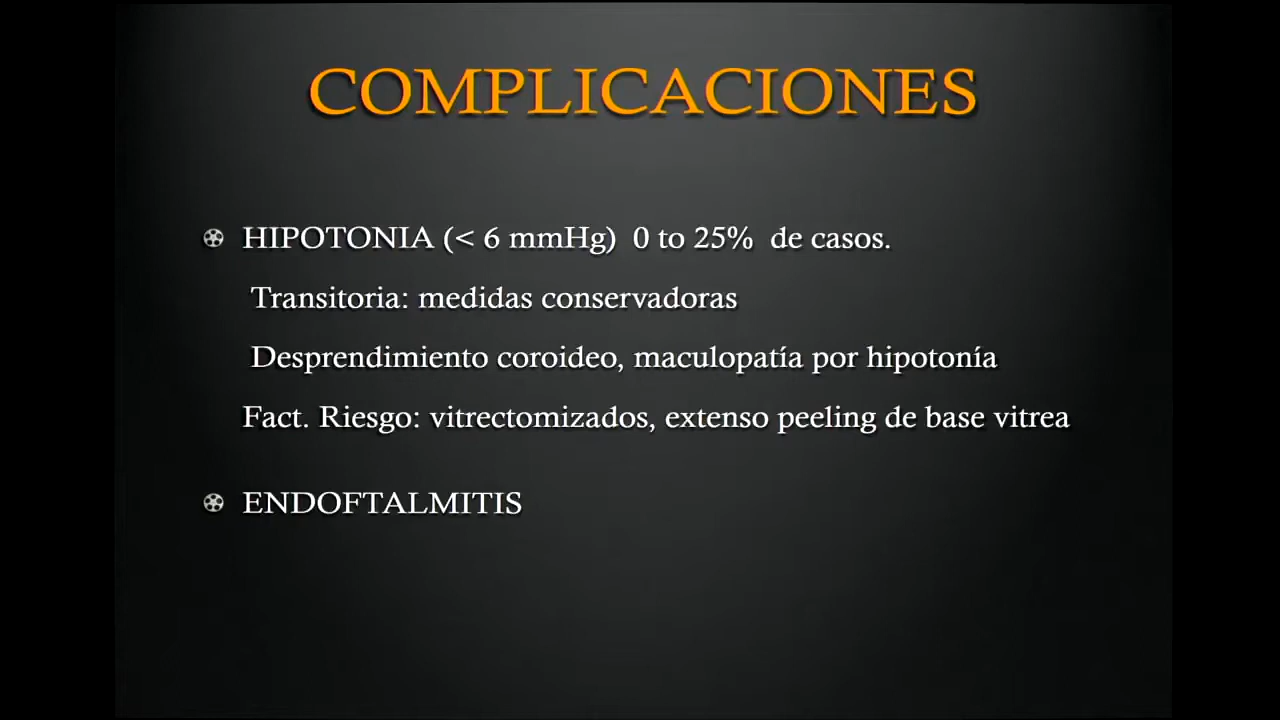 COMPLICACIONES
HIPOTONIA (< 6 mmHg) 0 to 25% de casos.
Transitoria: medidas conservadoras
Desprendimiento coroideo, maculopatía por hipotonía
Fact. Riesgo: vitrectomizados, extenso peeling de base vitrea
ENDOFTALMITIS